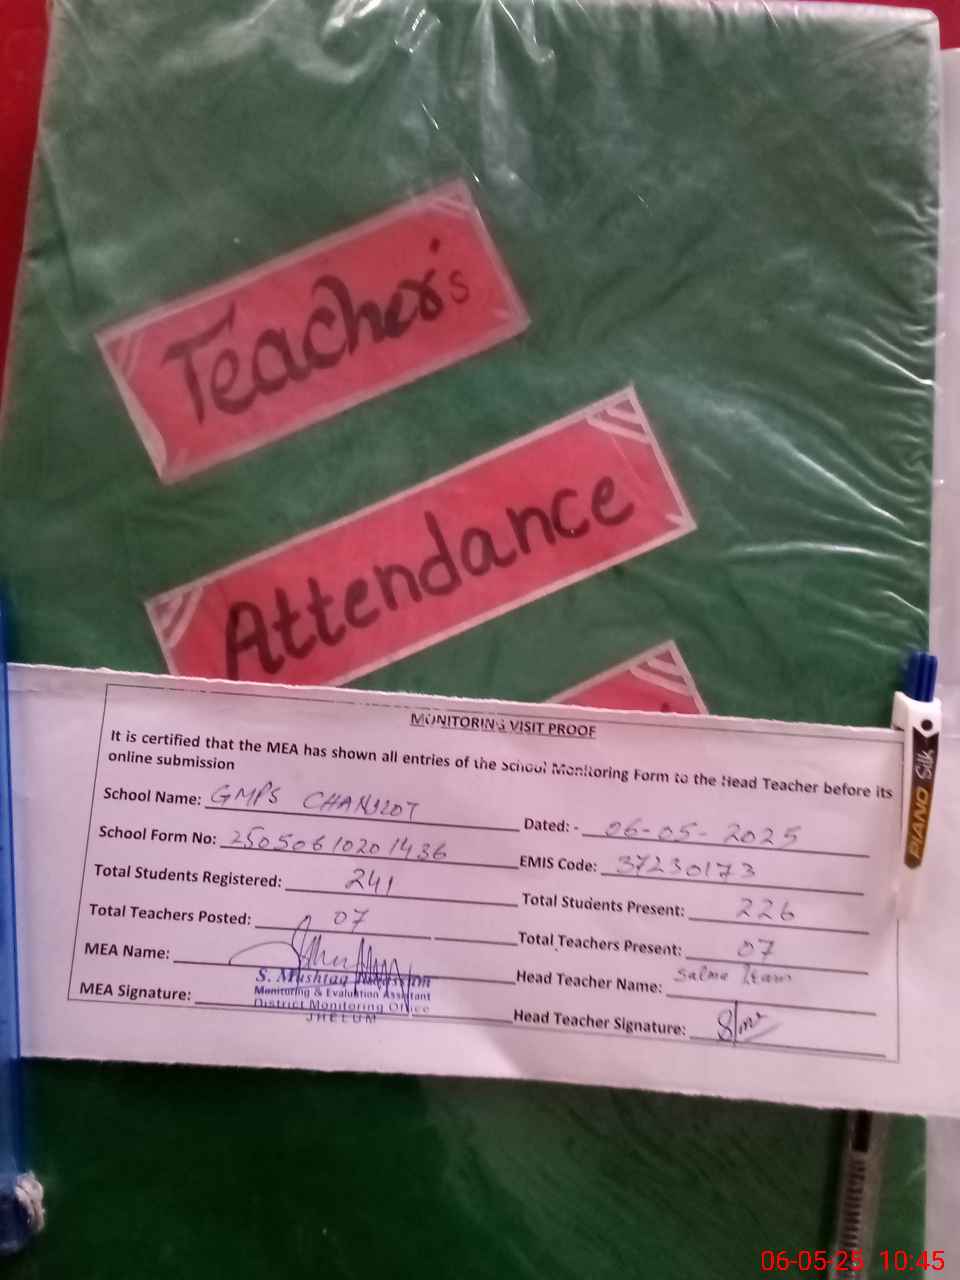 Teacher's
Attendance
MONITORING VISIT PROOF
It is certified that the MEA has shown all entries of the School Monitoring Form to the Head Teacher before its
online submission
School Name: GMPS CHANJLOT Dated: - 06-05-2025
School Form No: 25050610201436 EMIS Code: 37230173
Total Students Registered: 241 Total Students Present: 226
Total Teachers Posted: 07 Total Teachers Present: 07
MEA Name: Head Teacher Name: Salma
S. Mushtaq Hussain
Monitoring & Evaluation Assistant
MEA Signature: Head Teacher Signature:
District Monitoring Office
JHELUM
PIANO Silk
06-05-25 10:45